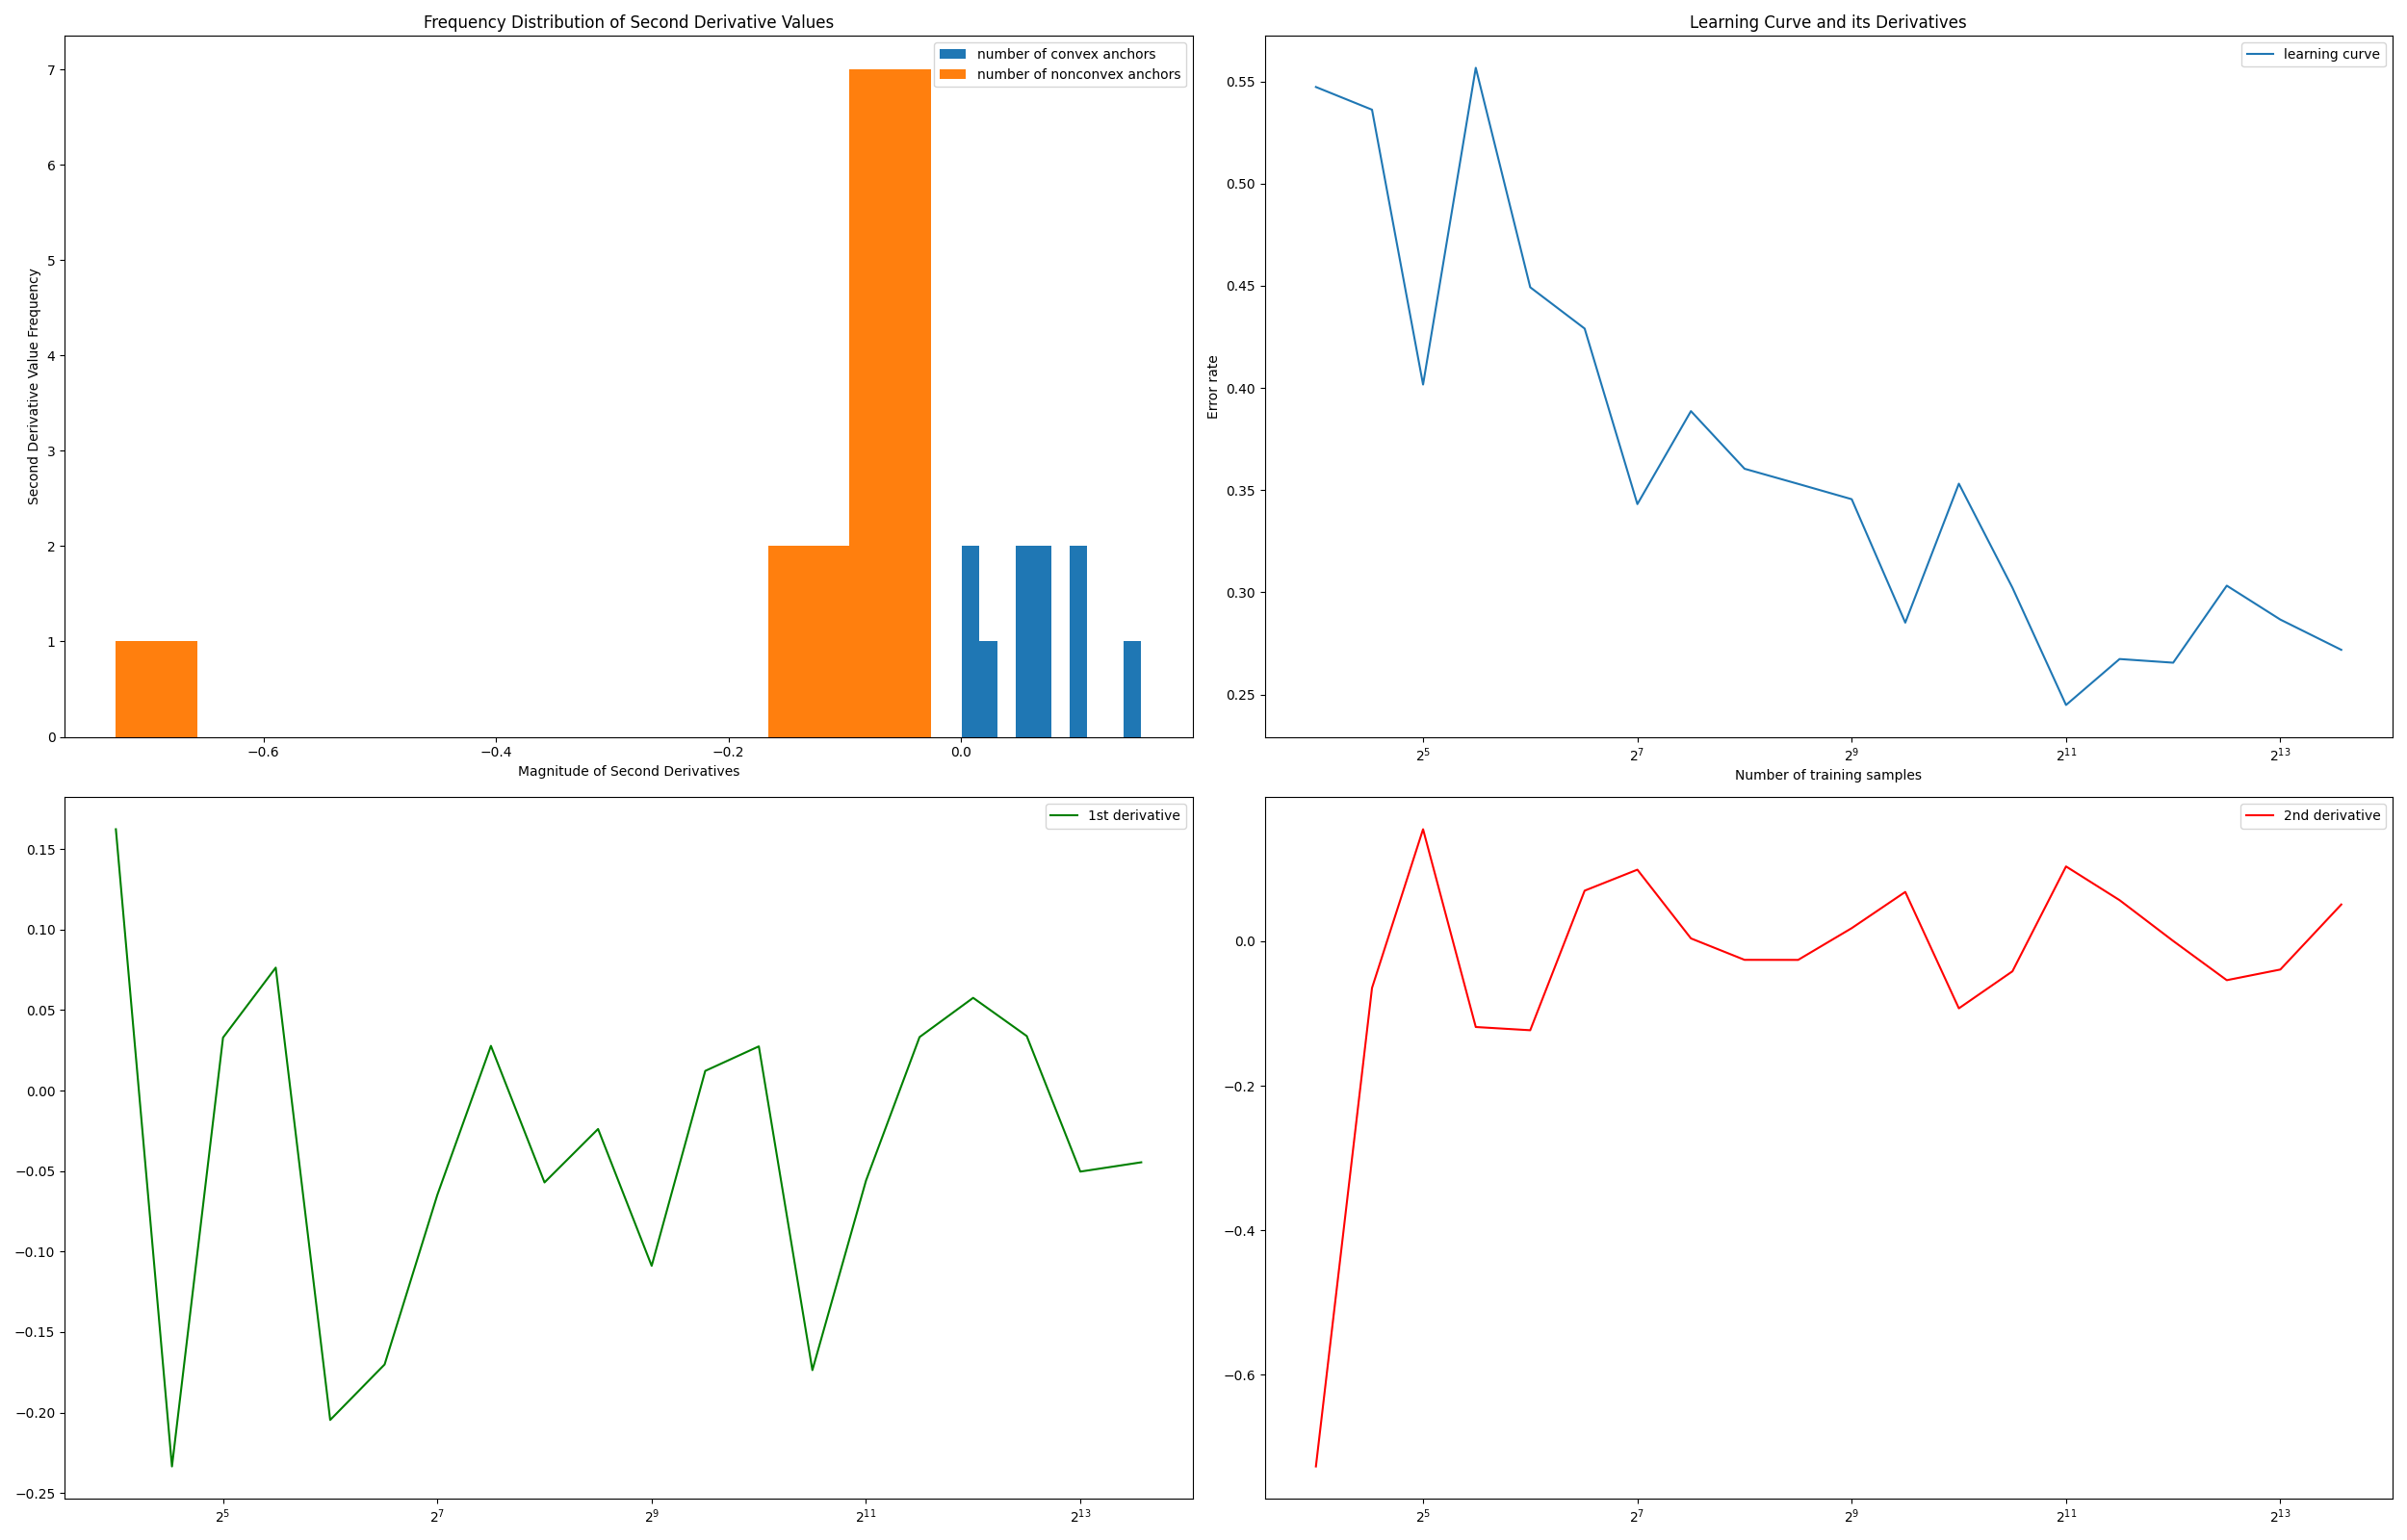 Frequency Distribution of Second Derivative Values
number of convex anchors
number of nonconvex anchors
7
6
5
4
3
2
1
0
Second Derivative Value Frequency
−0.6 −0.4 −0.2 0.0
Magnitude of Second Derivatives
Learning Curve and its Derivatives
learning curve
0.55
0.50
0.45
0.40
0.35
0.30
0.25
Error rate
2^5 2^7 2^9 2^11 2^13
Number of training samples
1st derivative
0.15
0.10
0.05
0.00
−0.05
−0.10
−0.15
−0.20
−0.25
2^5 2^7 2^9 2^11 2^13
2nd derivative
0.0
−0.2
−0.4
−0.6
2^5 2^7 2^9 2^11 2^13